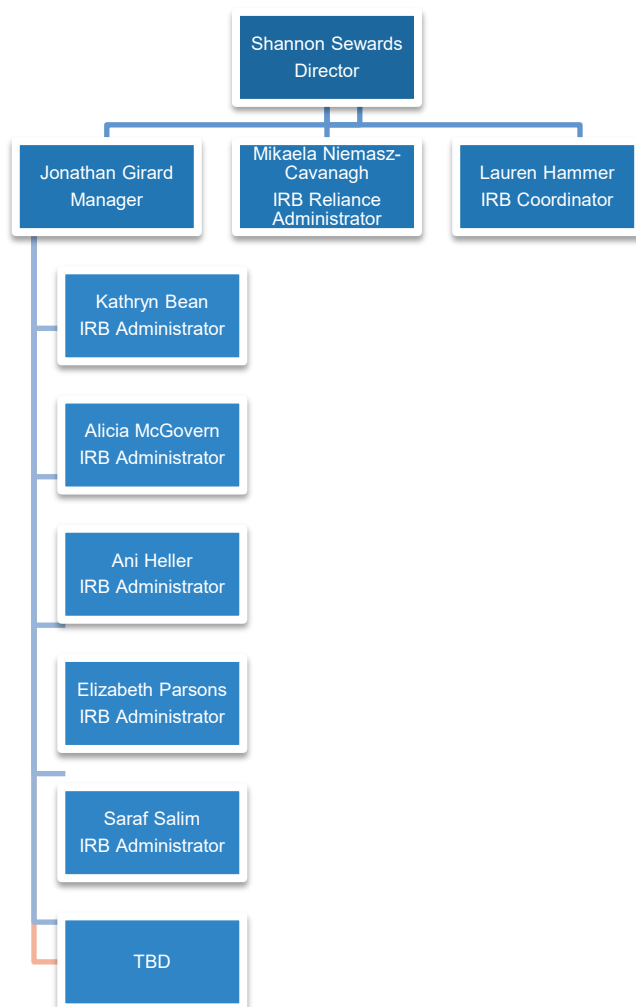 Shannon Sewards
Director
Jonathan Girard
Manager
Mikaela Niemasz-
Cavanagh
IRB Reliance
Administrator
Lauren Hammer
IRB Coordinator
Kathryn Bean
IRB Administrator
Alicia McGovern
IRB Administrator
Ani Heller
IRB Administrator
Elizabeth Parsons
IRB Administrator
Saraf Salim
IRB Administrator
TBD